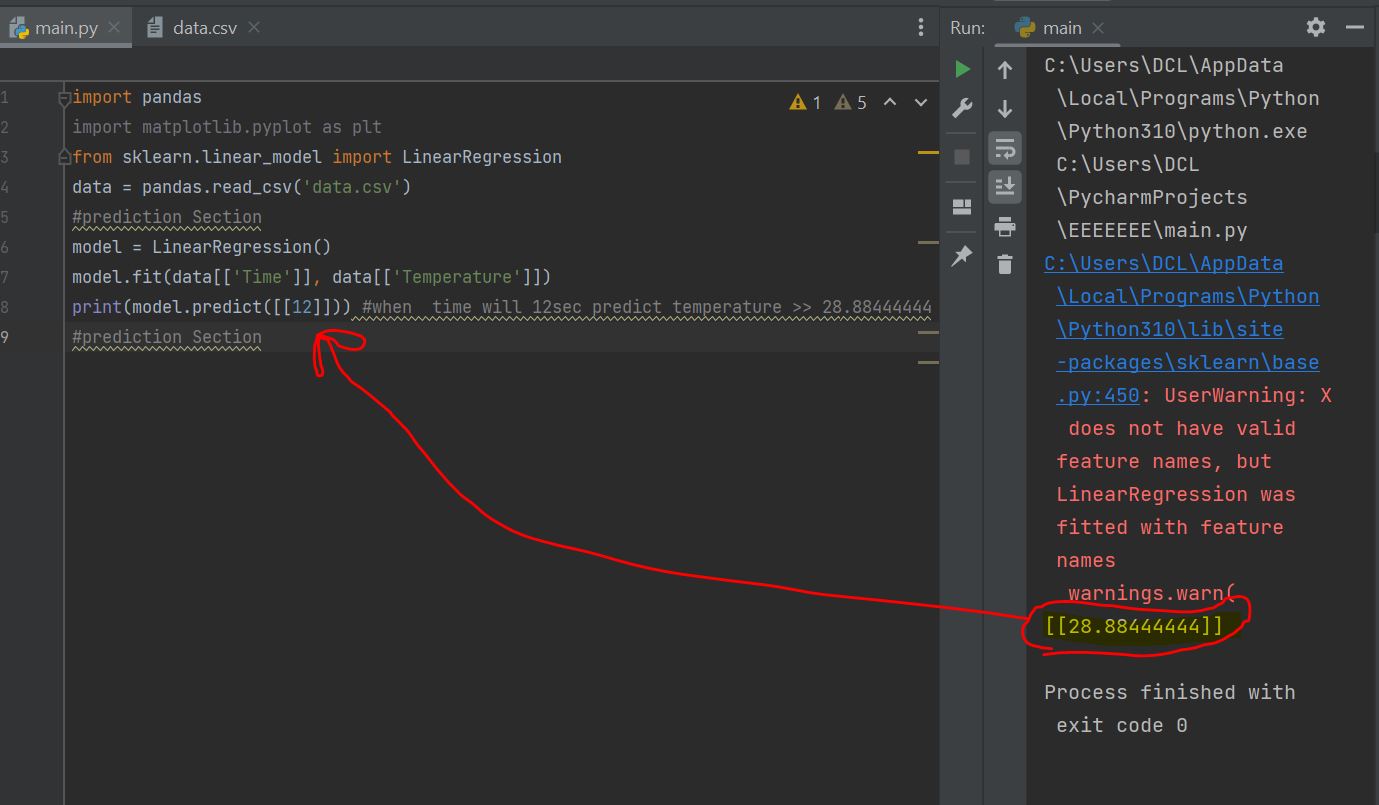 main.py
data.csv
Run:
main
1
5
1
import pandas
2
import matplotlib.pyplot as plt
3
from sklearn.linear_model import LinearRegression
4
data = pandas.read_csv('data.csv')
5
#prediction Section
6
model = LinearRegression()
7
model.fit(data[['Time']], data[['Temperature']])
8
print(model.predict([[12]])) #when  time will 12sec predict temperature >> 28.88444444
9
#prediction Section
C:\Users\DCL\AppData
\Local\Programs\Python
\Python310\python.exe
C:\Users\DCL
\PycharmProjects
\EEEEEEE\main.py
C:\Users\DCL\AppData
\Local\Programs\Python
\Python310\lib\site
-packages\sklearn\base
.py:450: UserWarning: X
does not have valid
feature names, but
LinearRegression was
fitted with feature
names
warnings.warn(
[[28.88444444]]
Process finished with
exit code 0